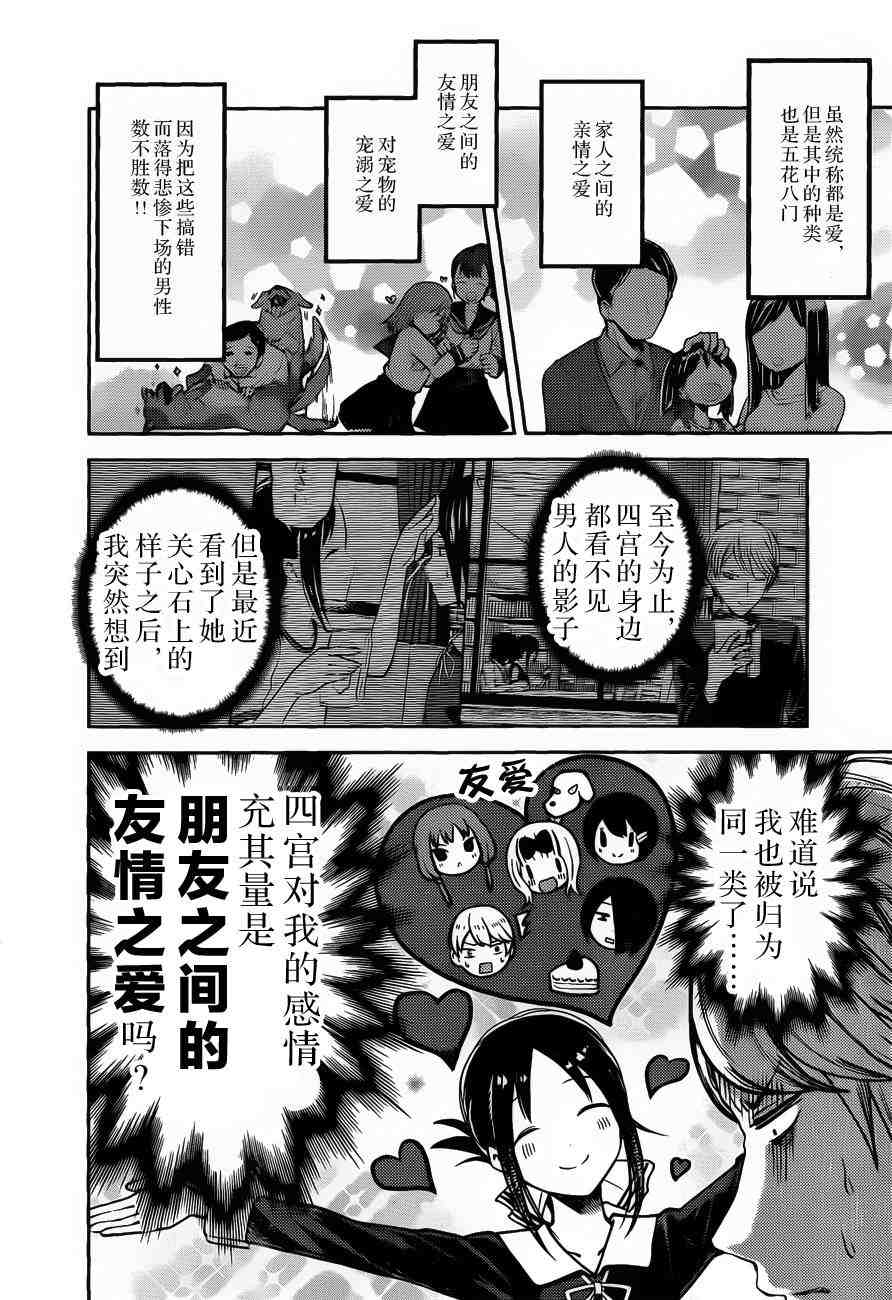 虽然统称都是爱，
但是其中的种类
也是五花八门
家人之间的
亲情之爱
朋友之间的
友情之爱
对宠物的
宠溺之爱
因为把这些搞错
而落得悲惨下场的男性
数不胜数!!
至今为止，
四宫的身边
都看不见
男人的影子
但是最近
看到了她
关心石上的
样子之后，
我突然想到
难道说
我也被归为
同一类了……
友爱
四宫对我的感情
充其量是
朋友之间的
友情之爱吗？